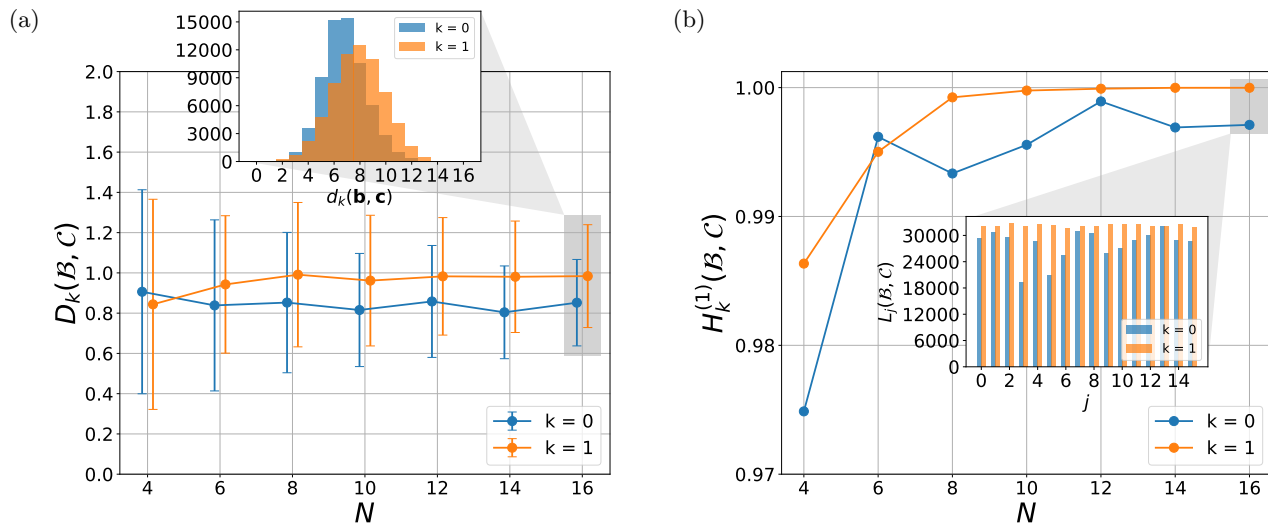 (a)
15000
12000
9000
6000
3000
0
0 2 4 6 8 10 12 14 16
d_k(b, c)
k = 0
k = 1
2.0
1.8
1.6
1.4
1.2
1.0
0.8
0.6
0.4
0.2
0.0
D_k(ℬ, 𝒞)
k = 0
k = 1
4 6 8 10 12 14 16
N
(b)
1.00
0.99
0.98
0.97
H_k^{(1)}(ℬ, 𝒞)
30000
24000
18000
12000
6000
0
L_j(ℬ, 𝒞)
k = 0
k = 1
0 2 4 6 8 10 12 14
j
k = 0
k = 1
4 6 8 10 12 14 16
N